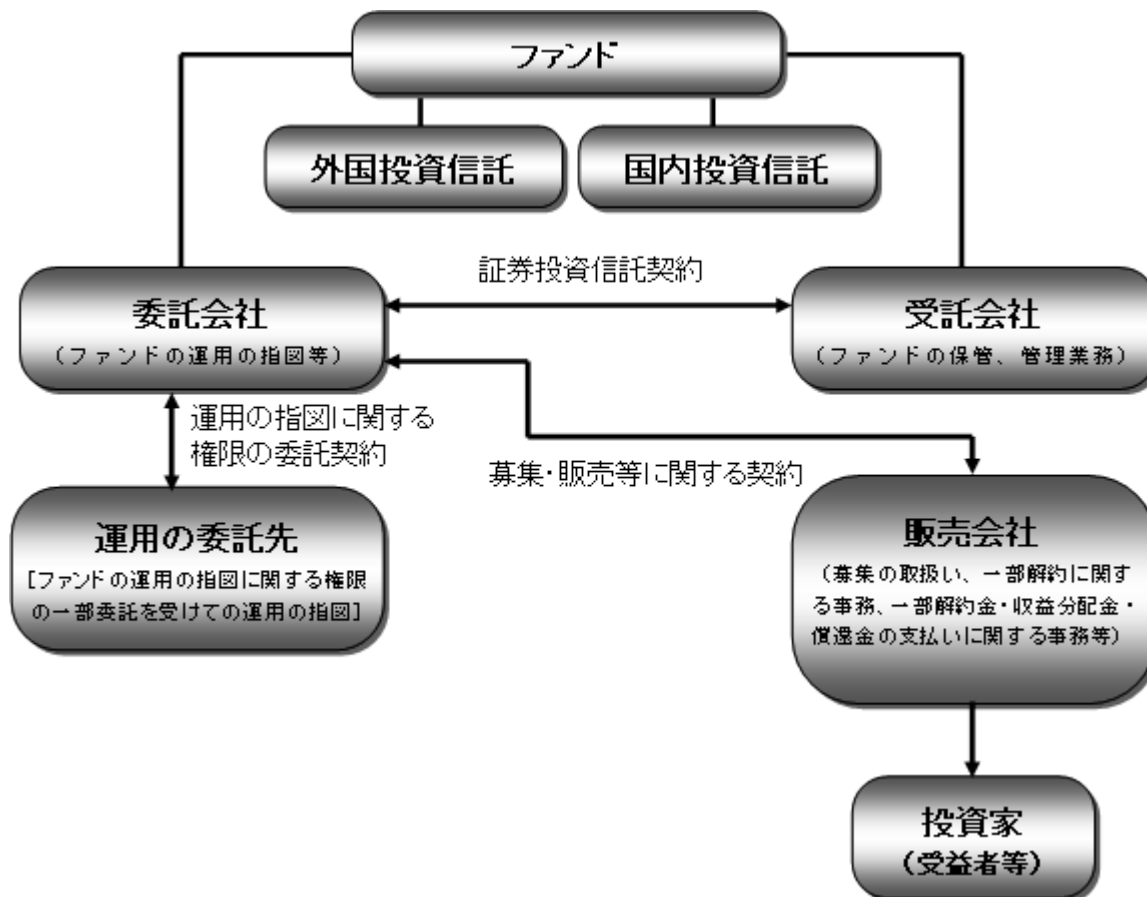 ファンド
外国投資信託
国内投資信託
証券投資信託契約
委託会社
（ファンドの運用の指図等）
受託会社
（ファンドの保管、管理業務）
運用の指図に関する
権限の委託契約
募集・販売等に関する契約
運用の委託先
［ファンドの運用の指図に関する権限
の一部委託を受けての運用の指図］
販売会社
（募集の取扱い、一部解約に関す
る事務、一部解約金・収益分配金・
償還金の支払いに関する事務等）
投資家
（受益者等）